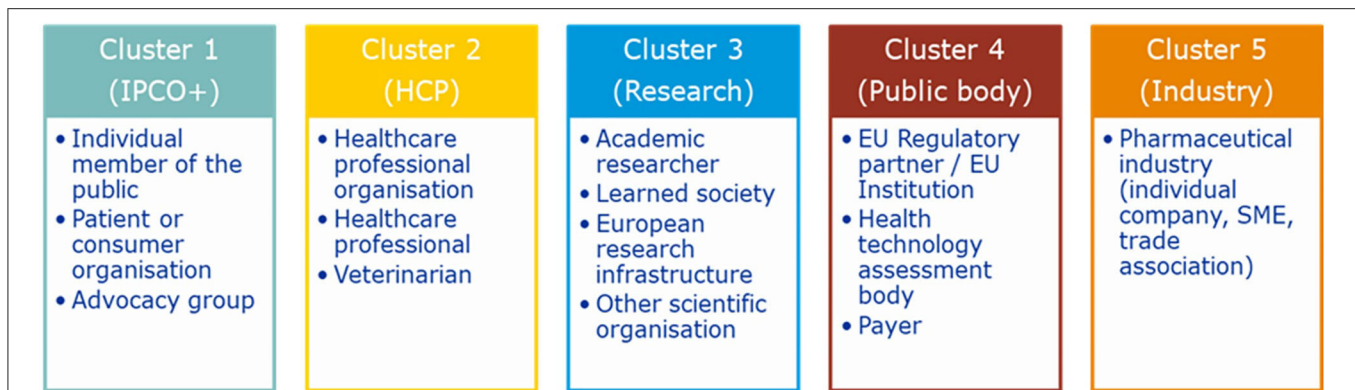 Cluster 1
(IPCO+)
• Individual
member of the
public
• Patient or
consumer
organisation
• Advocacy group
Cluster 2
(HCP)
• Healthcare
professional
organisation
• Healthcare
professional
• Veterinarian
Cluster 3
(Research)
• Academic
researcher
• Learned society
• European
research
infrastructure
• Other scientific
organisation
Cluster 4
(Public body)
• EU Regulatory
partner / EU
Institution
• Health
technology
assessment
body
• Payer
Cluster 5
(Industry)
• Pharmaceutical
industry
(individual
company, SME,
trade
association)